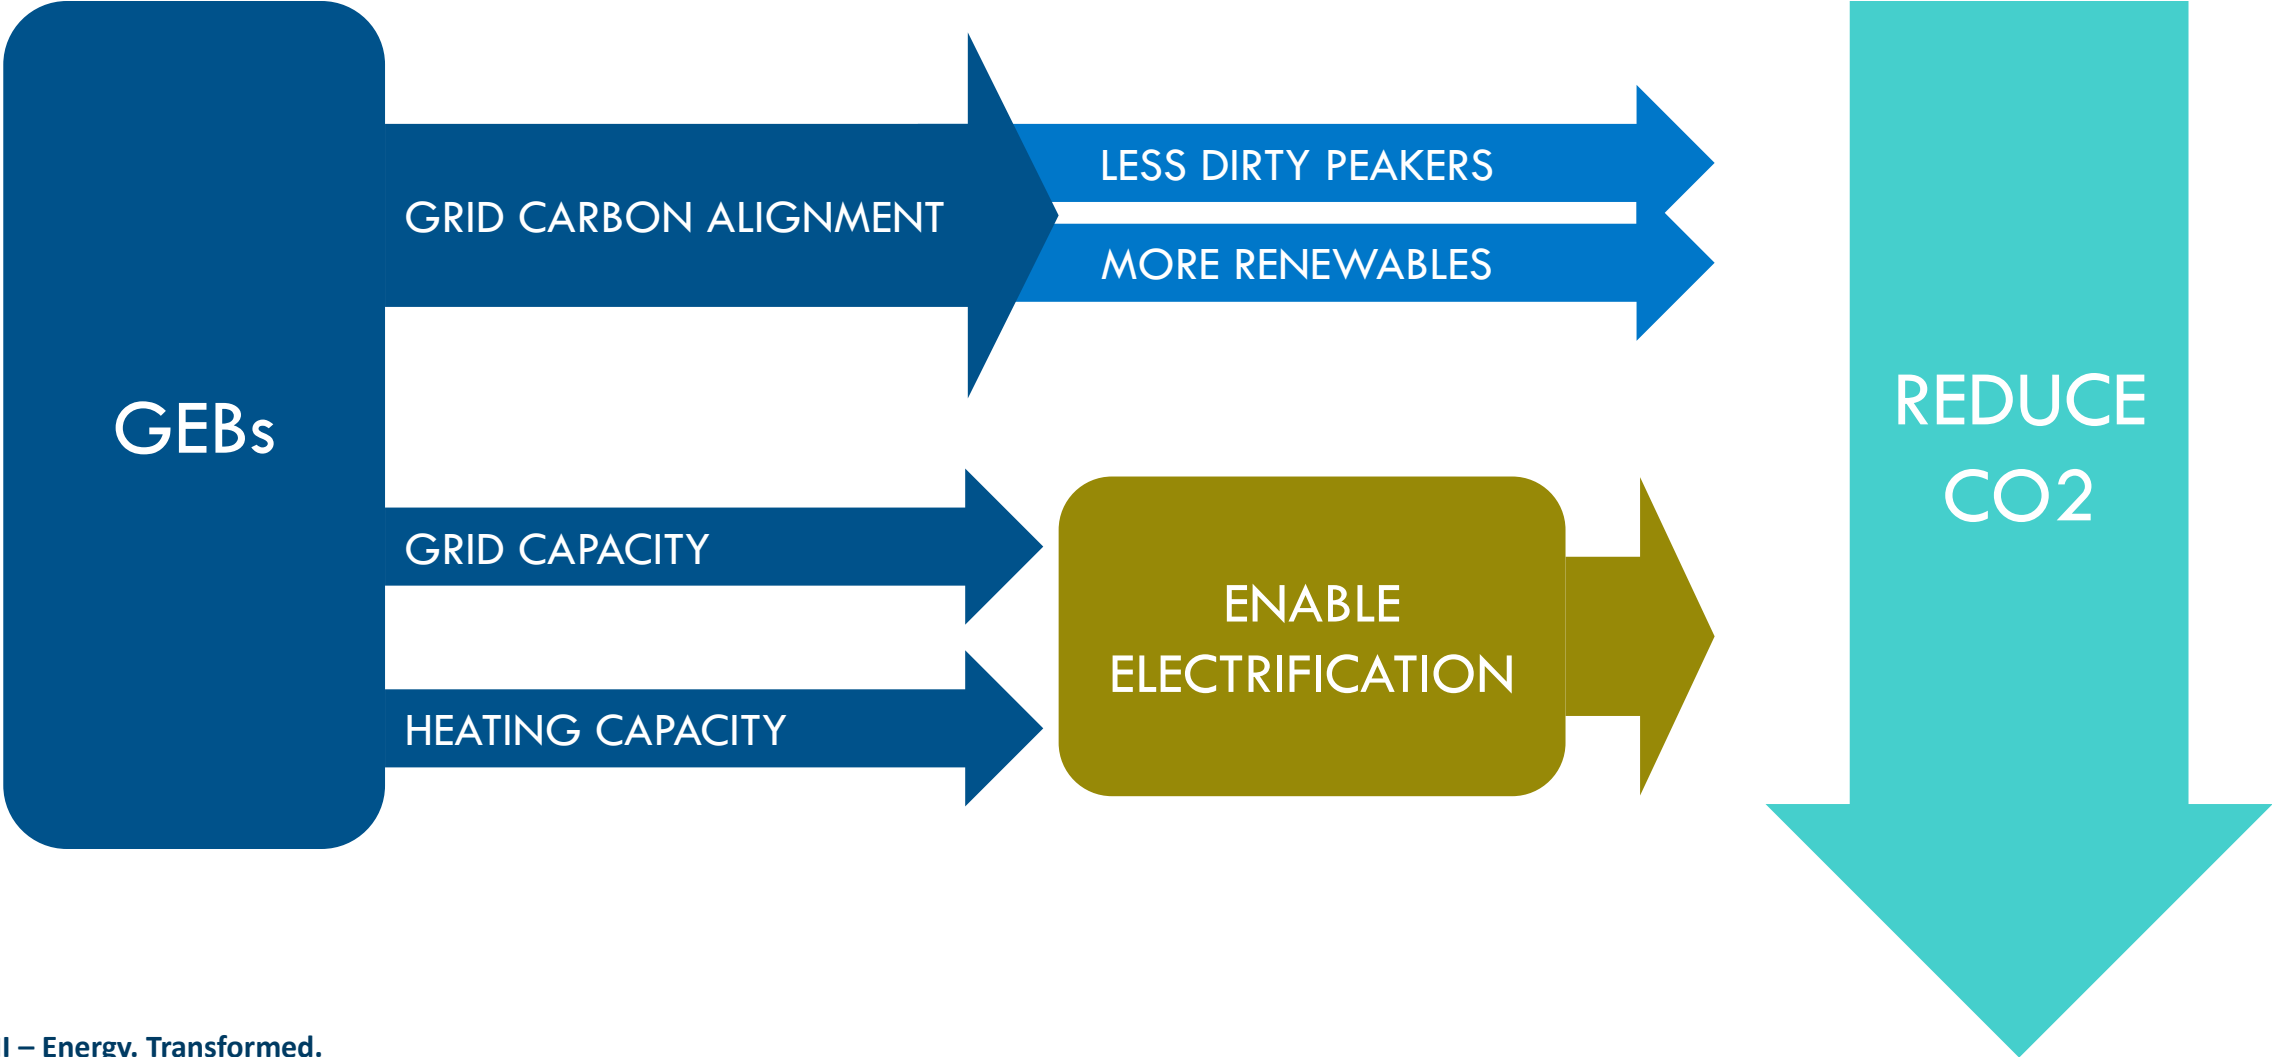 GEBs
GRID CARBON ALIGNMENT
LESS DIRTY PEAKERS
MORE RENEWABLES
GRID CAPACITY
HEATING CAPACITY
ENABLE
ELECTRIFICATION
REDUCE
CO2
– Energy. Transformed.